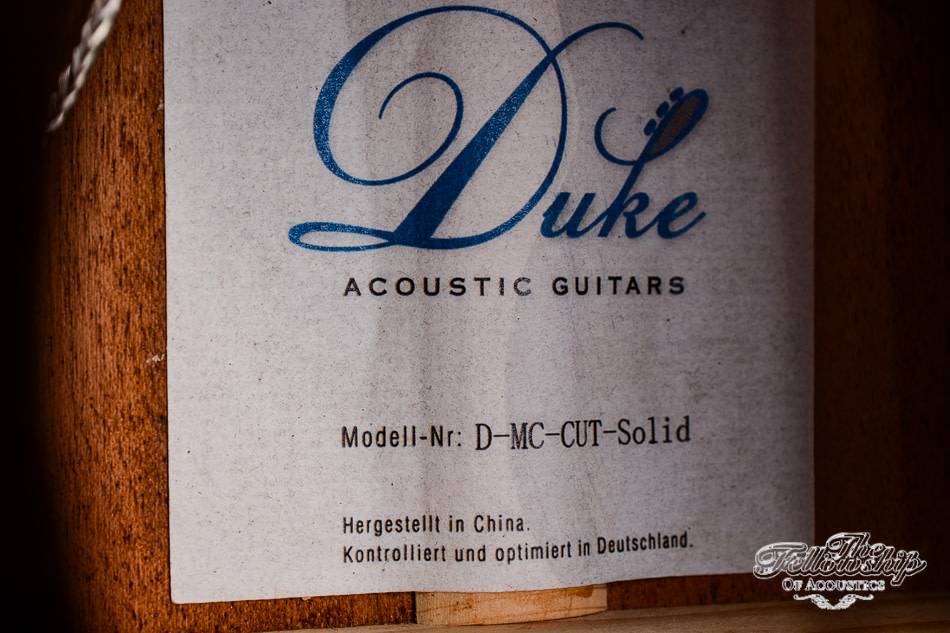 Duke
ACOUSTIC GUITARS
Modell-Nr: D-MC-CUT-Solid
Hergestellt in China.
Kontrolliert und optimiert in Deutschland.
The
Fellowship
OF ACOUSTICS